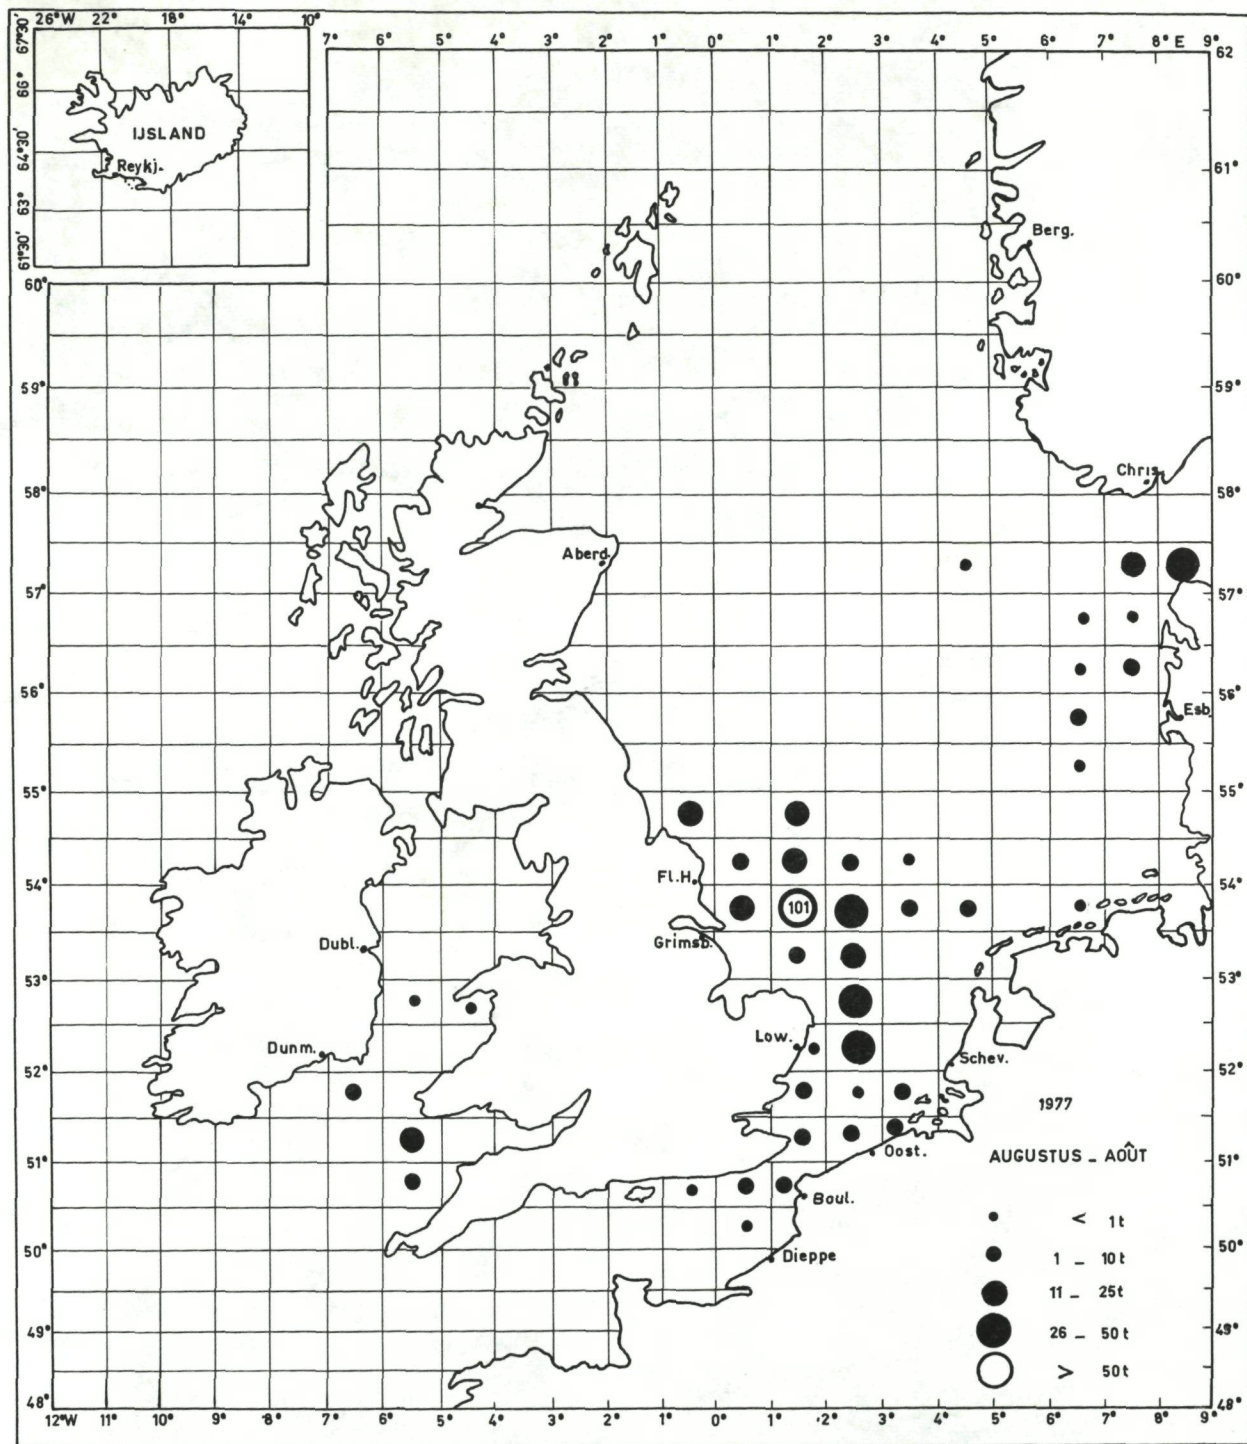 26°W 22° 18° 14° 10°
67°30'
66°
64°30'
63°
61°30'
IJSLAND
Reykj.
7° 6° 5° 4° 3° 2° 1° 0° 1° 2° 3° 4° 5° 6° 7° 8° E 9°
62
61°
61°
Berg.
60° 60°
59° 59°
Chris
58° 58°
Aberd.
57° 57°
56° 56°
Esb.
55° 55°
54° 54°
Fl.H.
101
Grimsb.
Dubl.
53° 53°
Low.
Dunm.
Schev.
52° 52°
1977
Oost.
51° 51°
AUGUSTUS _ AOÛT
Boul.
< 1t
50° 50°
Dieppe
1 _ 10t
11 _ 25t
49° 49°
26 _ 50t
> 50t
48° 48°
12°W 11° 10° 9° 8° 7° 6° 5° 4° 3° 2° 1° 0° 1° 2° 3° 4° 5° 6° 7° 8° 9°